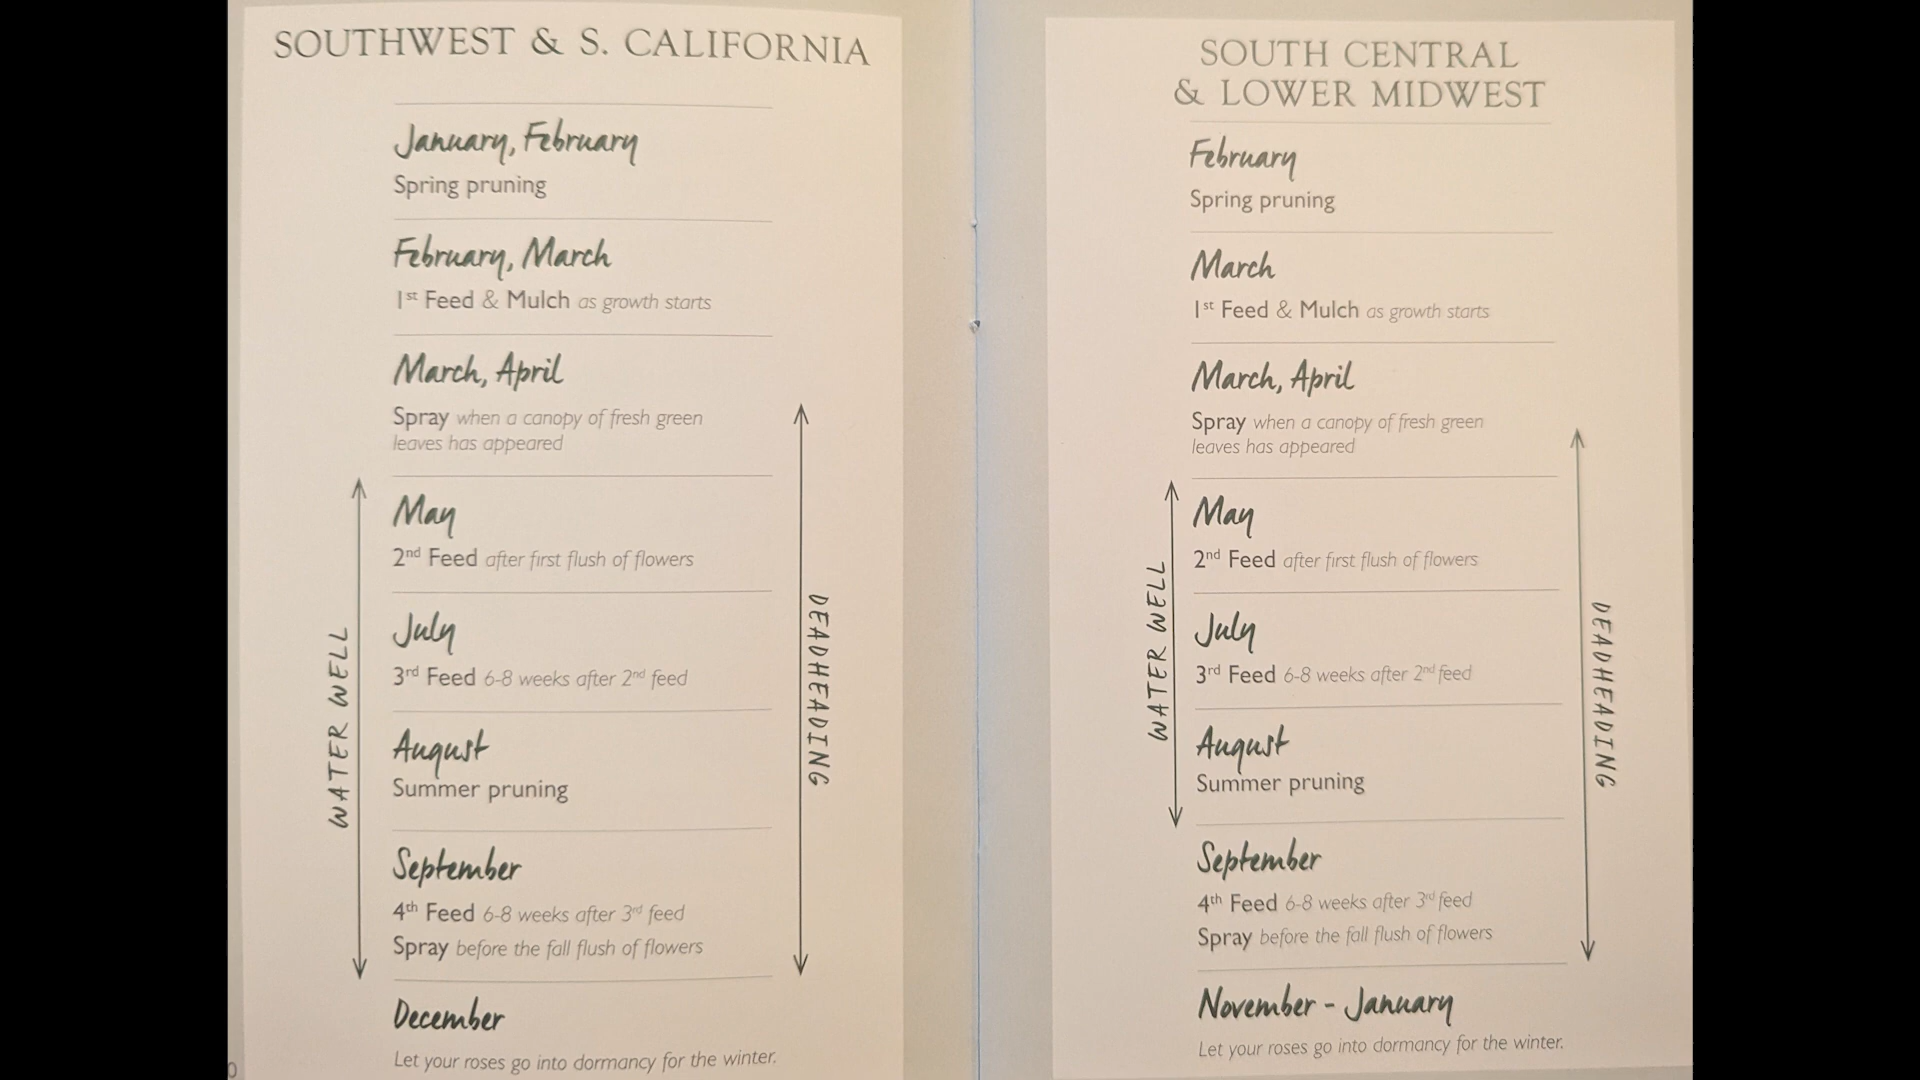 SOUTHWEST & S. CALIFORNIA
January, February
Spring pruning
February, March
1st Feed & Mulch as growth starts
March, April
Spray when a canopy of fresh green
leaves has appeared
May
2nd Feed after first flush of flowers
July
3rd Feed 6-8 weeks after 2nd feed
August
Summer pruning
September
4th Feed 6-8 weeks after 3rd feed
Spray before the fall flush of flowers
December
Let your roses go into dormancy for the winter.
WATER WELL
DEADHEADING
SOUTH CENTRAL
& LOWER MIDWEST
February
Spring pruning
March
1st Feed & Mulch as growth starts
March, April
Spray when a canopy of fresh green
leaves has appeared
May
2nd Feed after first flush of flowers
July
3rd Feed 6-8 weeks after 2nd feed
August
Summer pruning
September
4th Feed 6-8 weeks after 3rd feed
Spray before the fall flush of flowers
November - January
Let your roses go into dormancy for the winter.
WATER WELL
DEADHEADING